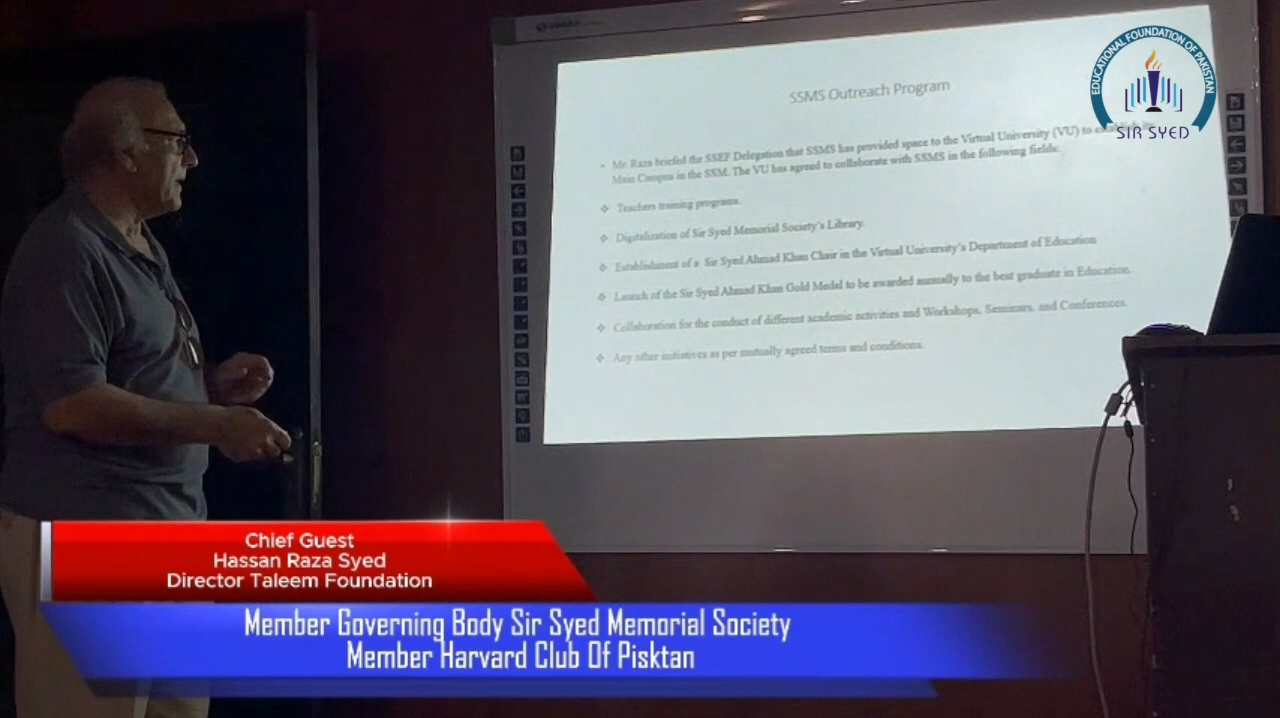 EDUCATIONAL FOUNDATION OF PAKISTAN
SIR SYED
SSMS Outreach Program
Mr. Raza briefed the SSEF Delegation that SSMS has provided space to the Virtual University (VU) to
Main Campus in the SSM. The VU has agreed to collaborate with SSMS in the following fields:
Teachers training programs.
Digitalization of Sir Syed Memorial Society's Library.
Establishment of a Sir Syed Ahmad Khan Chair in the Virtual University's Department of Education
Launch of the Sir Syed Ahmad Khan Gold Medal to be awarded annually to the best graduate in Education.
Collaboration for the conduct of different academic activities and Workshops, Seminars, and Conferences.
Any other initiatives as per mutually agreed terms and conditions.
Chief Guest
Hassan Raza Syed
Director Taleem Foundation
Member Governing Body Sir Syed Memorial Society
Member Harvard Club Of Pisktan